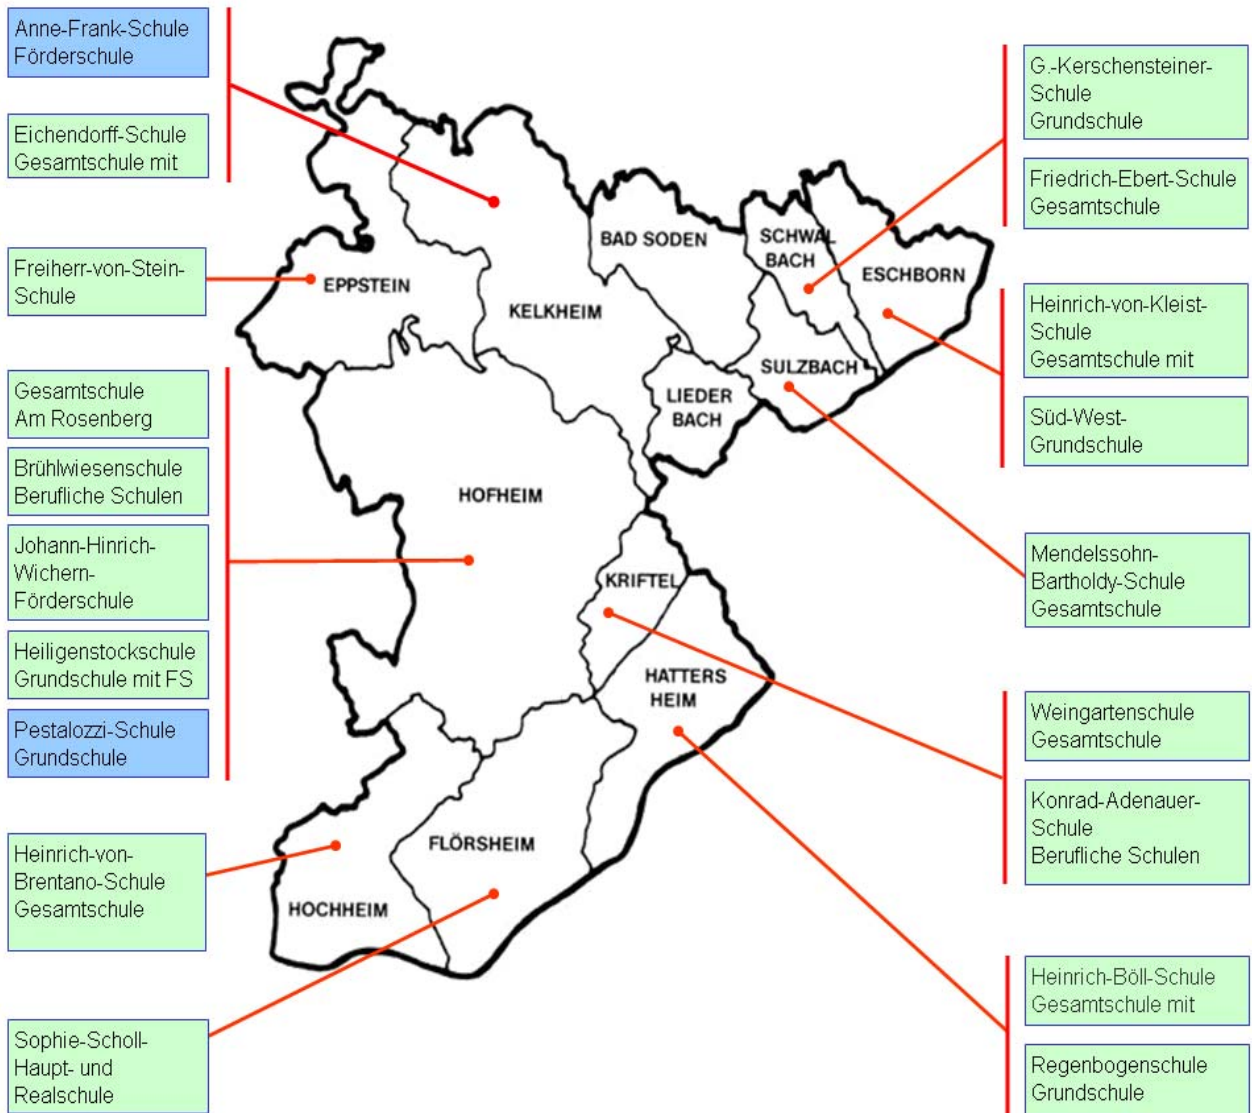 Anne-Frank-Schule
Förderschule
Eichendorff-Schule
Gesamtschule mit
Freiherr-von-Stein-
Schule
Gesamtschule
Am Rosenberg
Brühlwiesenschule
Berufliche Schulen
Johann-Hinrich-
Wichern-
Förderschule
Heiligenstockschule
Grundschule mit FS
Pestalozzi-Schule
Grundschule
Heinrich-von-
Brentano-Schule
Gesamtschule
Sophie-Scholl-
Haupt- und
Realschule
EPPSTEIN
KELKHEIM
BAD SODEN
SCHWAL
BACH
ESCHBORN
SULZBACH
LIEDER
BACH
HOFHEIM
KRIFTEL
HATTERS
HEIM
FLÖRSHEIM
HOCHHEIM
G.-Kerschensteiner-
Schule
Grundschule
Friedrich-Ebert-Schule
Gesamtschule
Heinrich-von-Kleist-
Schule
Gesamtschule mit
Süd-West-
Grundschule
Mendelssohn-
Bartholdy-Schule
Gesamtschule
Weingartenschule
Gesamtschule
Konrad-Adenauer-
Schule
Berufliche Schulen
Heinrich-Böll-Schule
Gesamtschule mit
Regenbogenschule
Grundschule